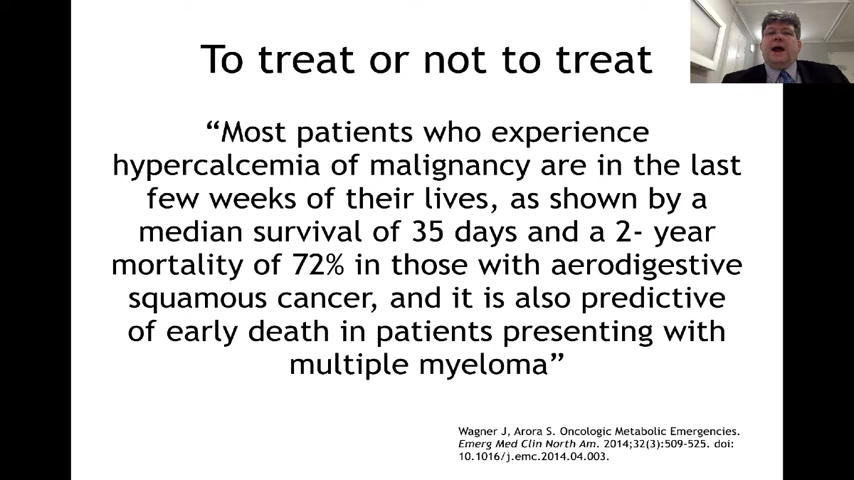 To treat or not to treat
“Most patients who experience
hypercalcemia of malignancy are in the last
few weeks of their lives, as shown by a
median survival of 35 days and a 2- year
mortality of 72% in those with aerodigestive
squamous cancer, and it is also predictive
of early death in patients presenting with
multiple myeloma”
Wagner J, Arora S. Oncologic Metabolic Emergencies.
Emerg Med Clin North Am. 2014;32(3):509-525. doi:
10.1016/j.emc.2014.04.003.